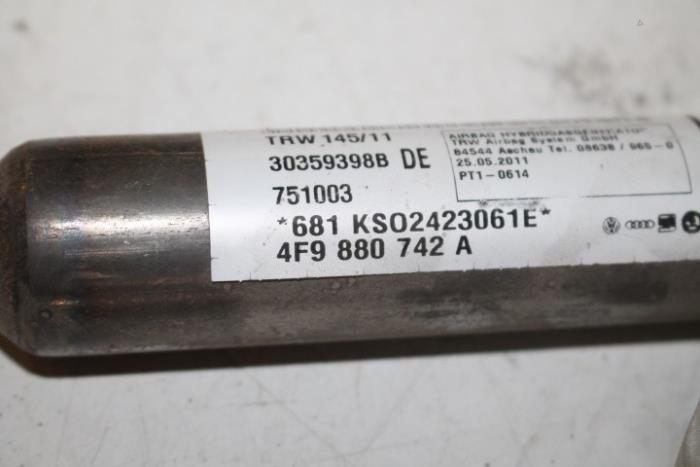 TRW 145/11
30359398B DE
751003
*681 KSO2423061E*
4F9 880 742 A
AIRBAG HYBRIDGASGENERATOR
TRW Airbag System GmbH
84544 Aschau Tel. 08638 / 965-0
25.05.2011
PT1-0614